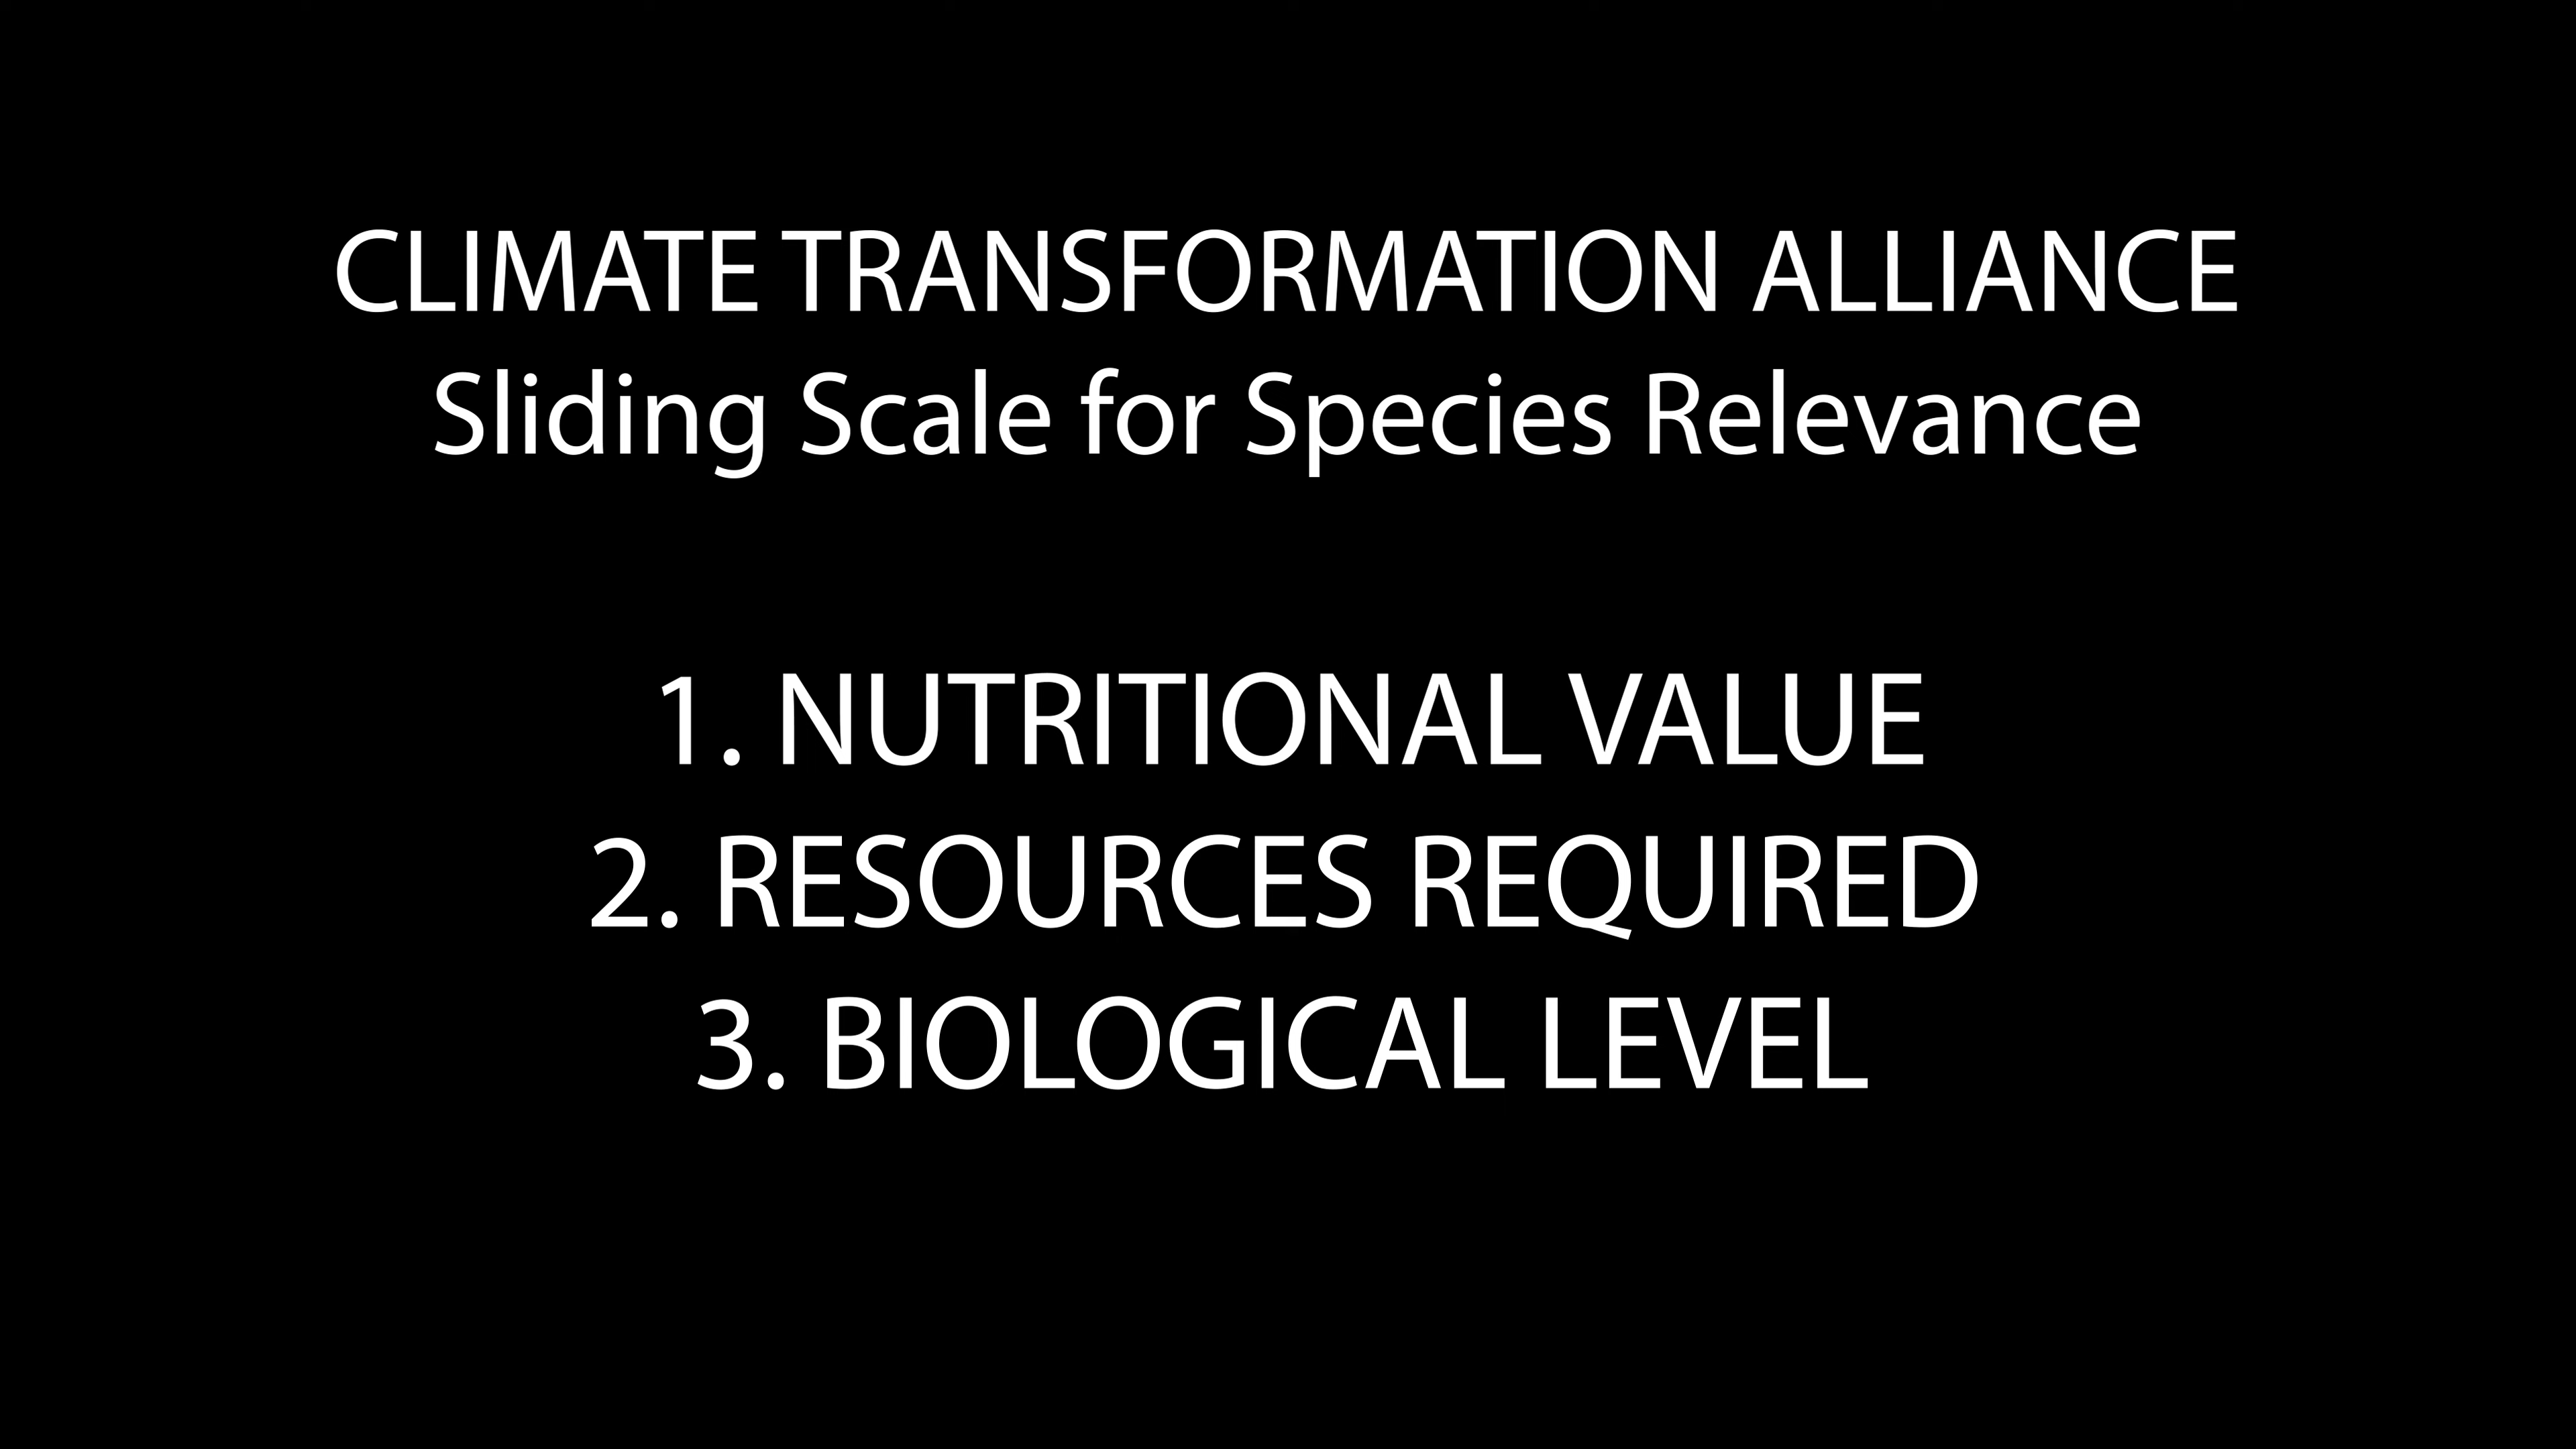 CLIMATE TRANSFORMATION ALLIANCE
Sliding Scale for Species Relevance
1. NUTRITIONAL VALUE
2. RESOURCES REQUIRED
3. BIOLOGICAL LEVEL